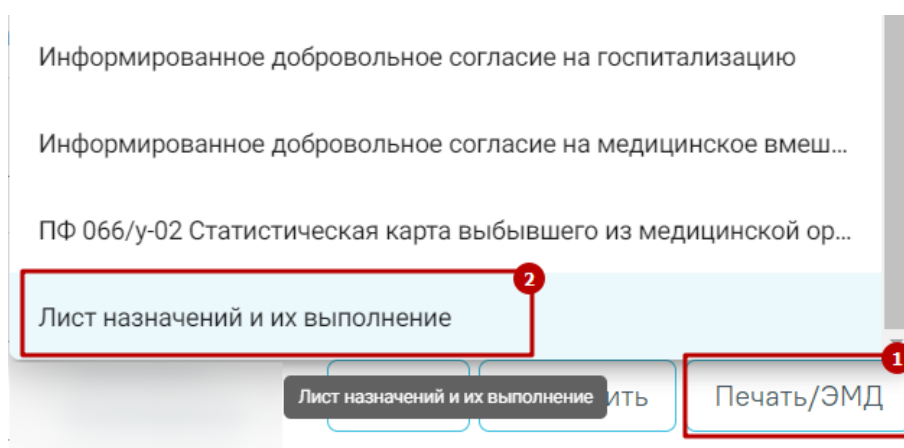 Информированное добровольное согласие на госпитализацию
Информированное добровольное согласие на медицинское вмеш...
ПФ 066/у-02 Статистическая карта выбывшего из медицинской ор...
2
Лист назначений и их выполнение
1
Лист назначений и их выполнение
ить
Печать/ЭМД